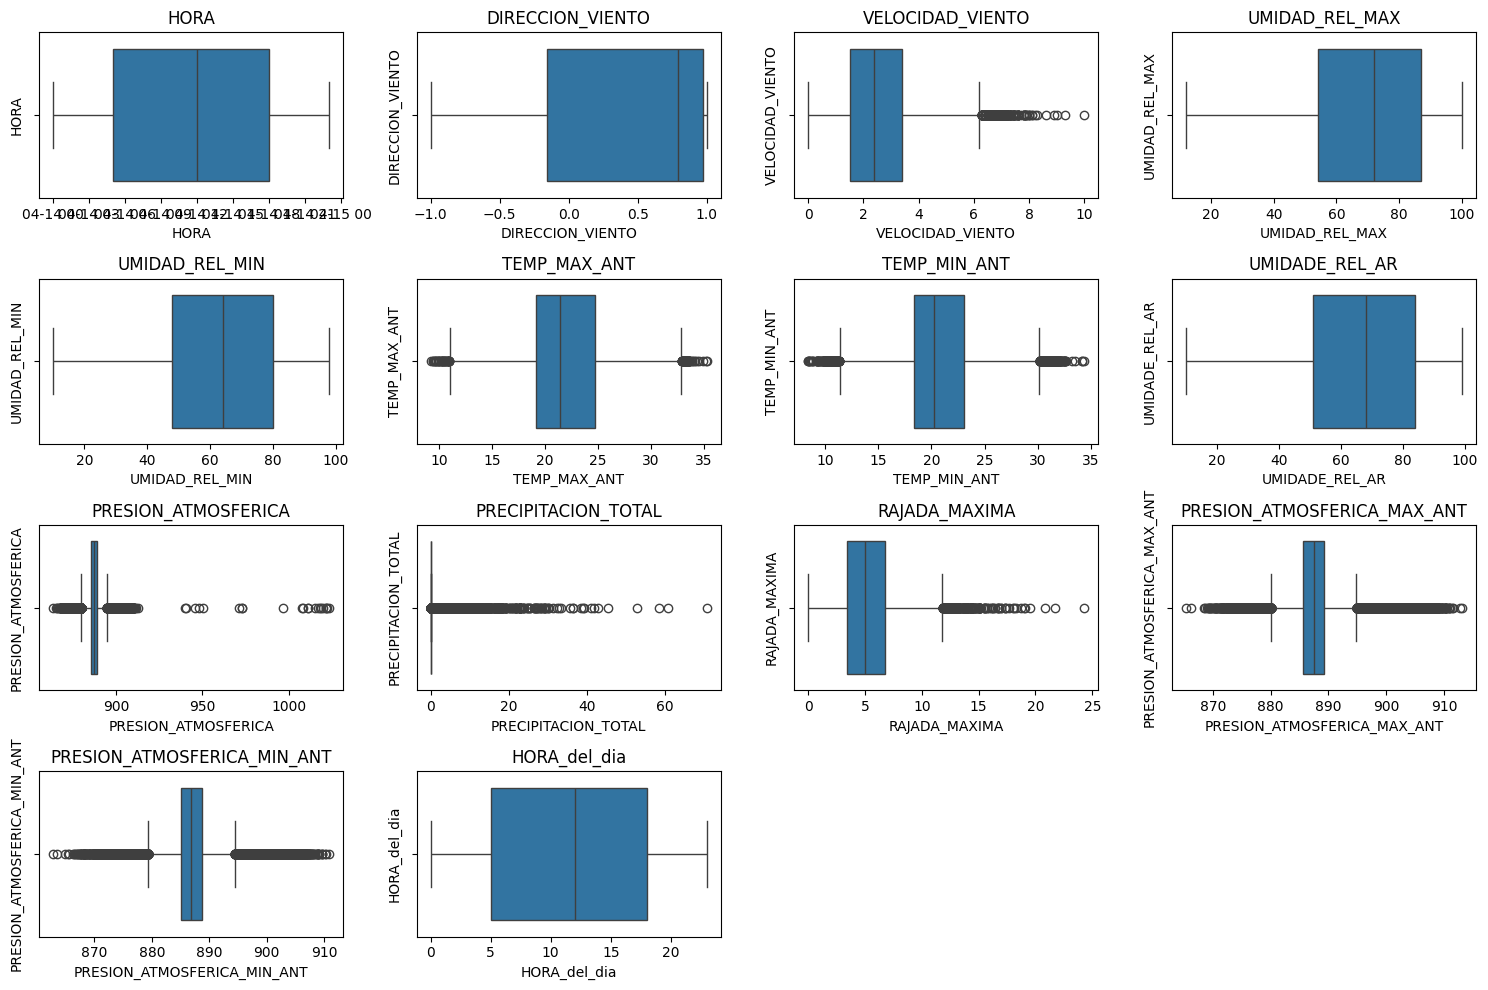 HORA DIRECCION_VIENTO VELOCIDAD_VIENTO UMIDAD_REL_MAX
HORA
DIRECCION_VIENTO
VELOCIDAD_VIENTO
UMIDAD_REL_MAX
−1.0 −0.5 0.0 0.5 1.0
0 2 4 6 8 10
20 40 60 80 100
HORA DIRECCION_VIENTO VELOCIDAD_VIENTO UMIDAD_REL_MAX
UMIDAD_REL_MIN TEMP_MAX_ANT TEMP_MIN_ANT UMIDADE_REL_AR
UMIDAD_REL_MIN
TEMP_MAX_ANT
TEMP_MIN_ANT
UMIDADE_REL_AR
20 40 60 80 100
10 15 20 25 30 35
10 15 20 25 30 35
20 40 60 80 100
UMIDAD_REL_MIN TEMP_MAX_ANT TEMP_MIN_ANT UMIDADE_REL_AR
PRESION_ATMOSFERICA PRECIPITACION_TOTAL RAJADA_MAXIMA PRESION_ATMOSFERICA_MAX_ANT
PRESION_ATMOSFERICA
PRECIPITACION_TOTAL
RAJADA_MAXIMA
PRESION_ATMOSFERICA_MAX_ANT
900 950 1000
0 20 40 60
0 5 10 15 20 25
870 880 890 900 910
PRESION_ATMOSFERICA PRECIPITACION_TOTAL RAJADA_MAXIMA PRESION_ATMOSFERICA_MAX_ANT
PRESION_ATMOSFERICA_MIN_ANT HORA_del_dia
PRESION_ATMOSFERICA_MIN_ANT
HORA_del_dia
870 880 890 900 910
0 5 10 15 20
PRESION_ATMOSFERICA_MIN_ANT HORA_del_dia